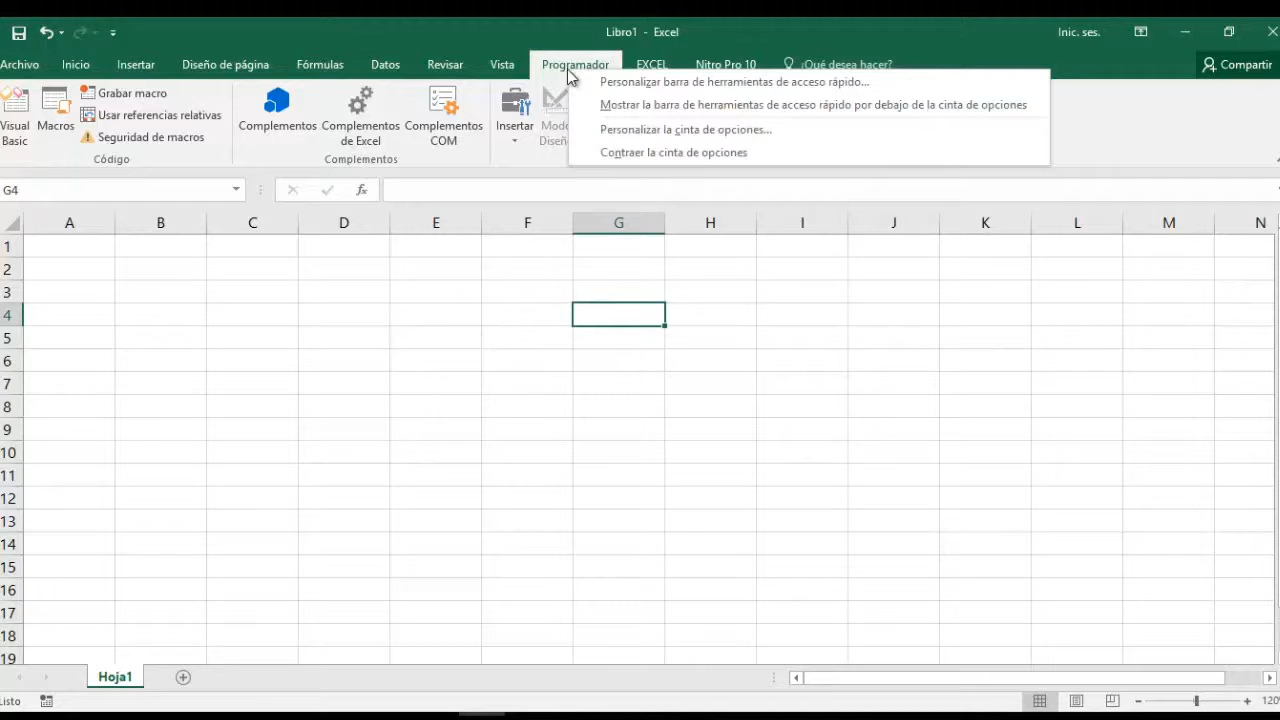 Libro1 - Excel
Inic. ses.
Archivo
Inicio
Insertar
Diseño de página
Fórmulas
Datos
Revisar
Vista
Programador
EXCEL
Nitro Pro 10
¿Qué desea hacer?
Compartir
Visual
Basic
Macros
Grabar macro
Usar referencias relativas
Seguridad de macros
Código
Complementos
Complementos
de Excel
Complementos
COM
Complementos
Insertar
Modo
Diseñ
Personalizar barra de herramientas de acceso rápido...
Mostrar la barra de herramientas de acceso rápido por debajo de la cinta de opciones
Personalizar la cinta de opciones...
Contraer la cinta de opciones
G4
fx
A B C D E F G H I J K L M N
1
2
3
4
5
6
7
8
9
10
11
12
13
14
15
16
17
18
19
Hoja1
Listo
120%